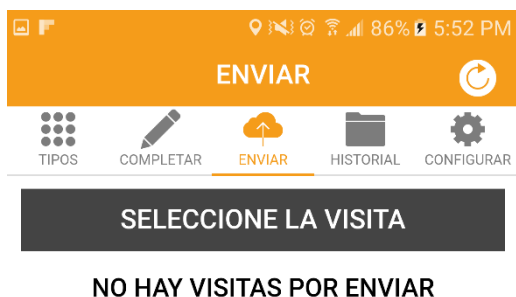 86% 5:52 PM
ENVIAR
TIPOS COMPLETAR ENVIAR HISTORIAL CONFIGURAR
SELECCIONE LA VISITA
NO HAY VISITAS POR ENVIAR